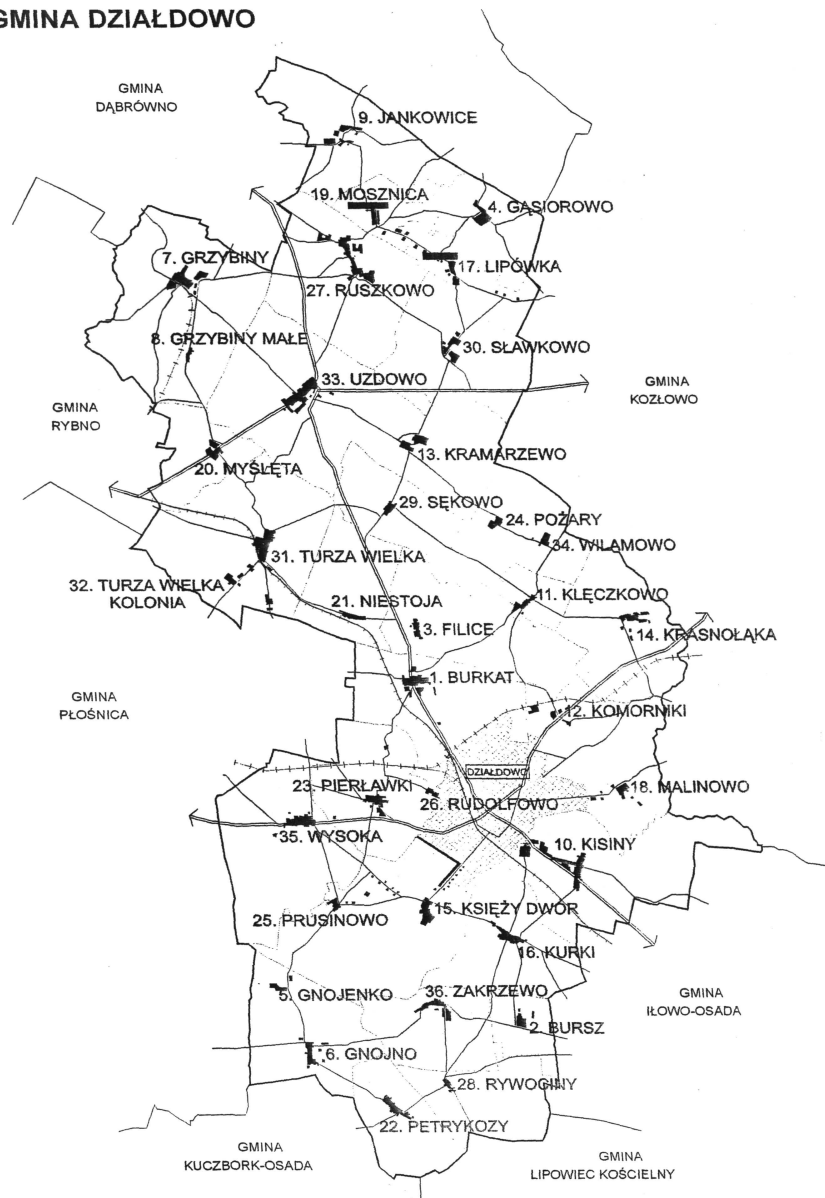 GMINA DZIAŁDOWO
GMINA
DĄBRÓWNO
9. JANKOWICE
19. MOSZNICA
4. GĄSIOROWO
7. GRZYBINY
17. LIPÓWKA
27. RUSZKOWO
8. GRZYBINY MAŁE
30. SŁAWKOWO
33. UZDOWO
GMINA
KOZŁOWO
GMINA
RYBNO
13. KRAMARZEWO
20. MYŚLĘTA
29. SĘKOWO
24. POŻARY
34. WILAMOWO
31. TURZA WIELKA
32. TURZA WIELKA
KOLONIA
11. KLĘCZKOWO
21. NIESTOJA
3. FILICE
14. KRASNOŁĄKA
1. BURKAT
GMINA
PŁOŚNICA
12. KOMORNIKI
DZIAŁDOWO
23. PIERŁAWKI
18. MALINOWO
26. RUDOLFOWO
35. WYSOKA
10. KISINY
25. PRUSINOWO
15. KSIĘŻY DWÓR
16. KURKI
5. GNOJENKO
36. ZAKRZEWO
GMINA
IŁOWO-OSADA
2. BURSZ
6. GNOJNO
28. RYWOCINY
22. PETRYKOZY
GMINA
KUCZBORK-OSADA
GMINA
LIPOWIEC KOŚCIELNY